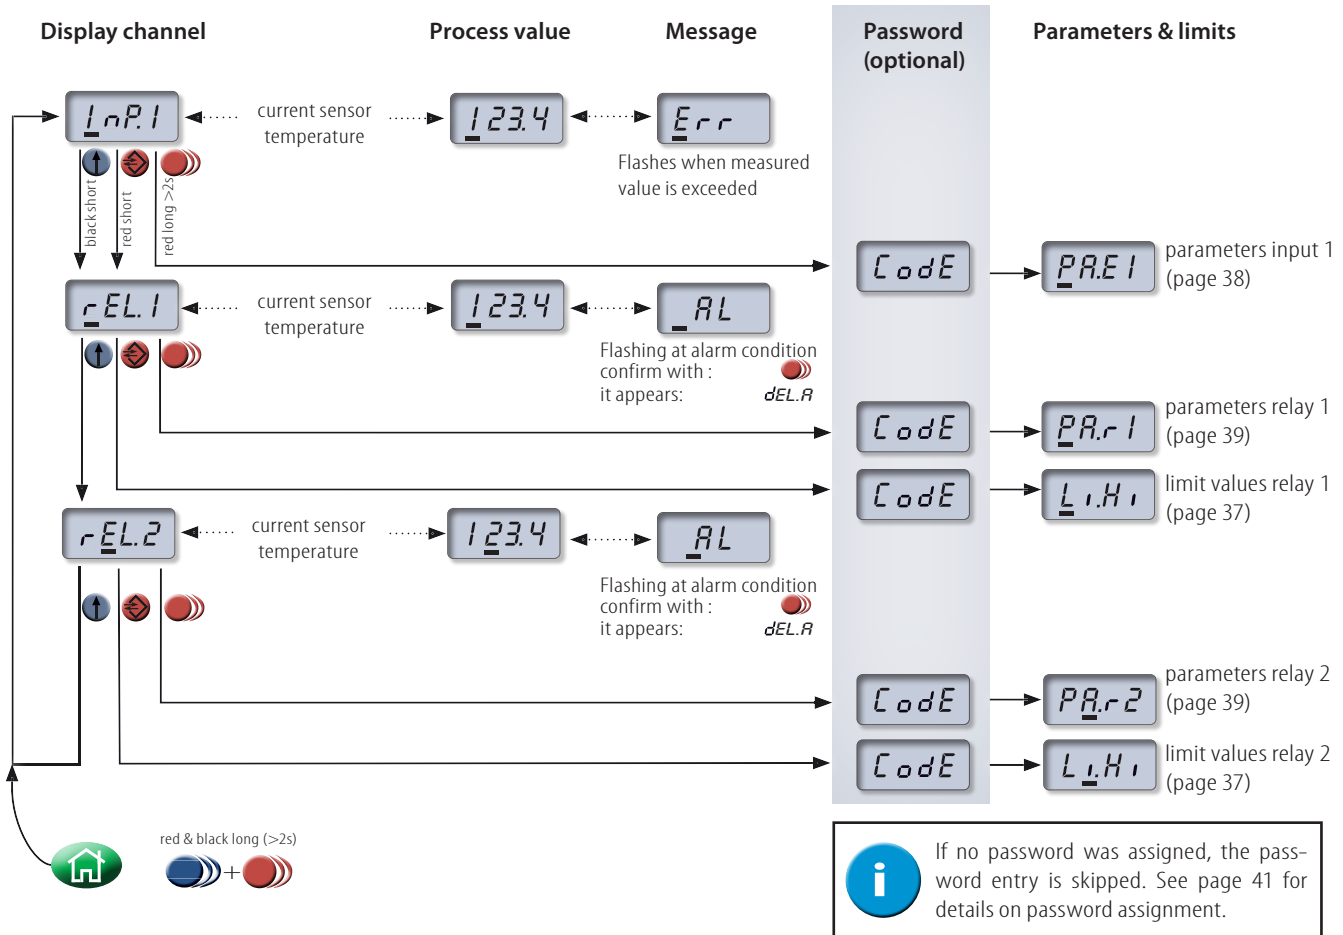 Display channel
Process value
Message
Password
(optional)
Parameters & limits
InP.1
current sensor
temperature
123.4
Err
Flashes when measured
value is exceeded
black short
red short
red long >2s
CodE
PA.E1
parameters input 1
(page 38)
rEL.1
current sensor
temperature
123.4
AL
Flashing at alarm condition
confirm with :
it appears:
dEL.A
CodE
PA.r1
parameters relay 1
(page 39)
CodE
Li.Hi
limit values relay 1
(page 37)
rEL.2
current sensor
temperature
123.4
AL
Flashing at alarm condition
confirm with :
it appears:
dEL.A
CodE
PA.r2
parameters relay 2
(page 39)
CodE
Li.Hi
limit values relay 2
(page 37)
red & black long (>2s)
+
i
If no password was assigned, the pass-
word entry is skipped. See page 41 for
details on password assignment.